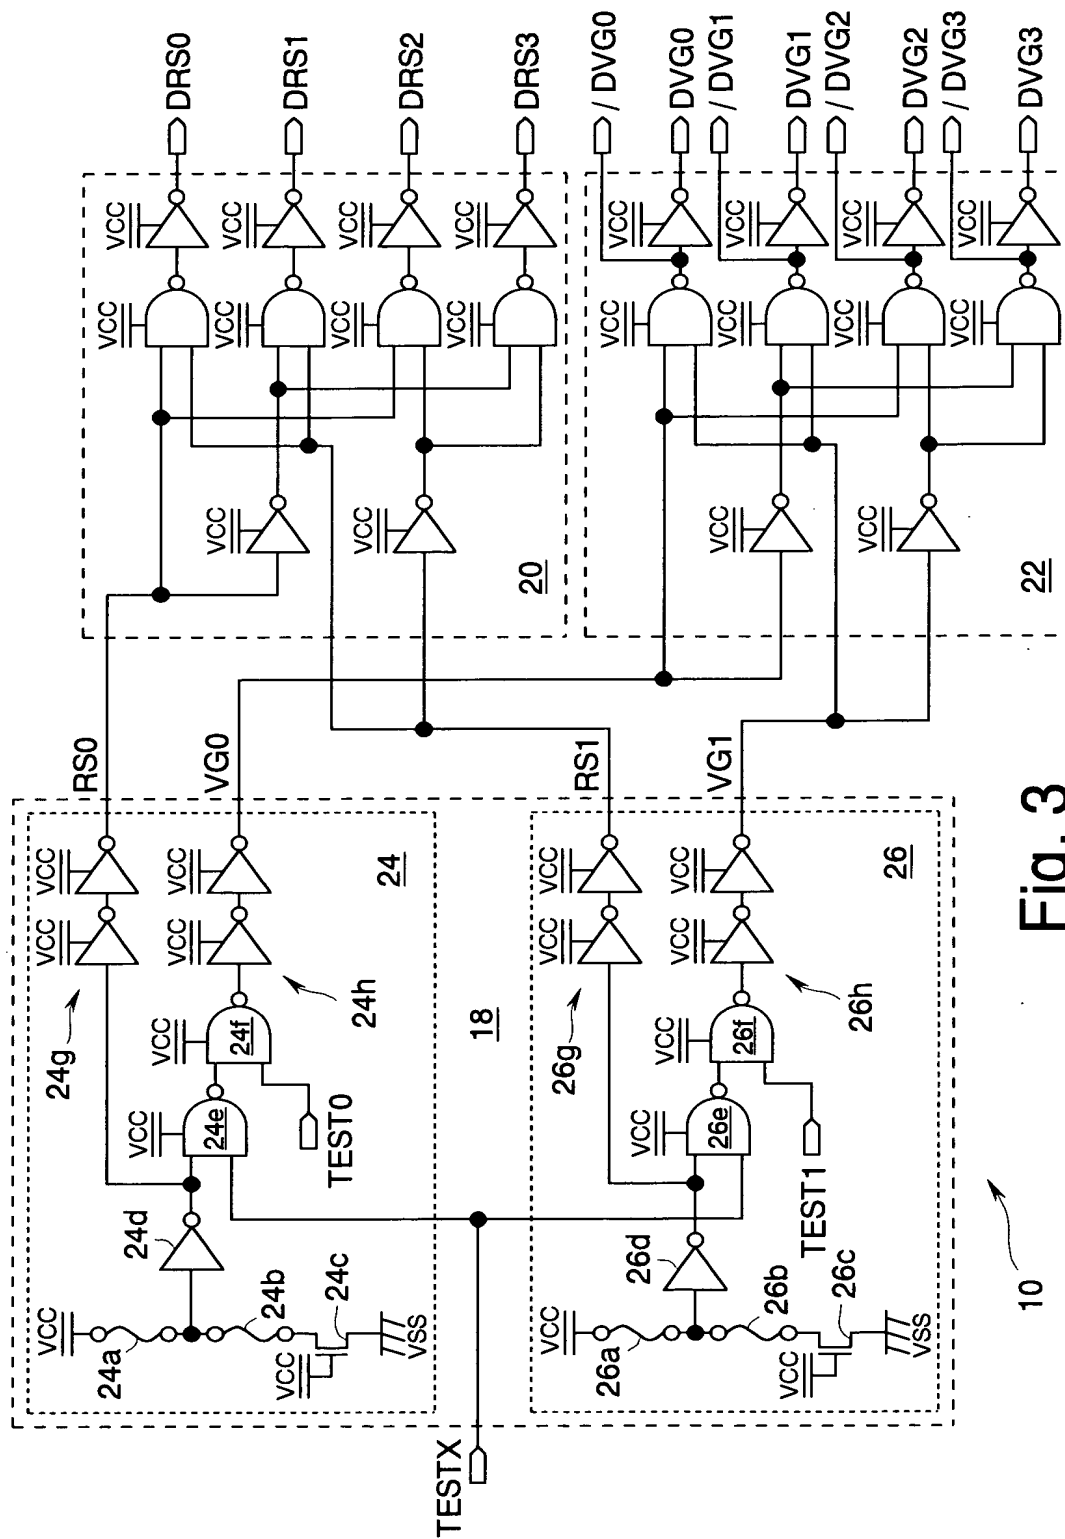 TESTX
VCC
24a
24b
VCC
24c
VSS
24d
VCC
24e
TEST0
VCC
24f
24g
24h
VCC
VCC
VCC
VCC
24
RS0
VG0
18
VCC
26a
26b
VCC
26c
VSS
26d
VCC
26e
TEST1
VCC
26f
26g
26h
VCC
VCC
VCC
VCC
26
RS1
VG1
VCC
VCC
20
VCC
VCC
VCC
VCC
VCC
VCC
VCC
VCC
DRS0
DRS1
DRS2
DRS3
VCC
VCC
22
VCC
VCC
VCC
VCC
VCC
VCC
VCC
VCC
/ DVG0
DVG0
/ DVG1
DVG1
/ DVG2
DVG2
/ DVG3
DVG3
10
Fig. 3